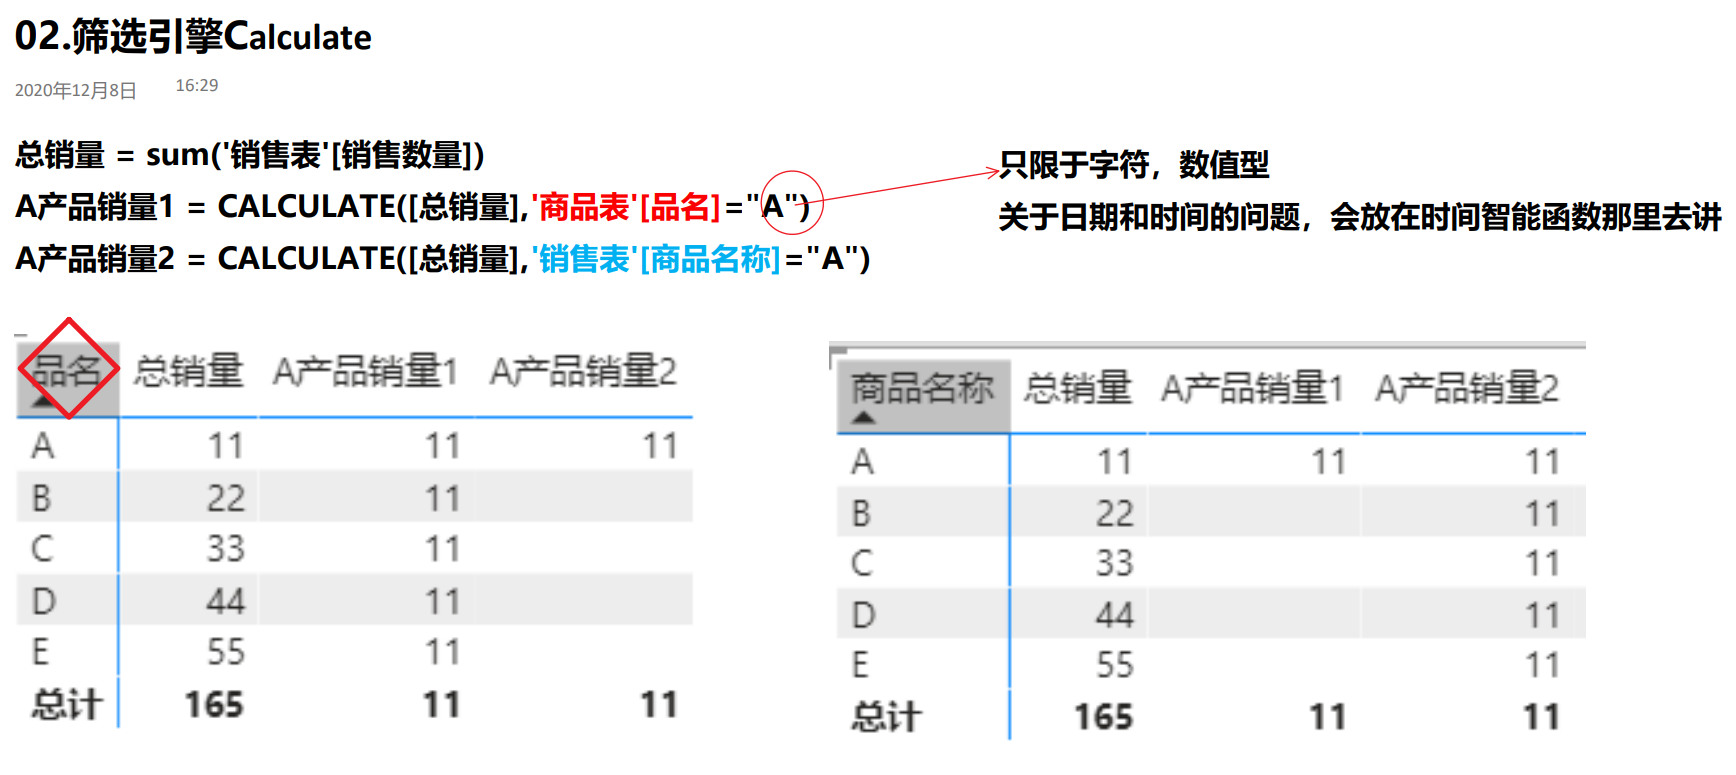 02.筛选引擎Calculate
2020年12月8日 16:29
总销量 = sum('销售表'[销售数量])
A产品销量1 = CALCULATE([总销量],'商品表'[品名]="A")
A产品销量2 = CALCULATE([总销量],'销售表'[商品名称]="A")
只限于字符，数值型
关于日期和时间的问题，会放在时间智能函数那里去讲
品名 总销量 A产品销量1 A产品销量2
A 11 11 11
B 22 11
C 33 11
D 44 11
E 55 11
总计 165 11 11
商品名称 总销量 A产品销量1 A产品销量2
A 11 11 11
B 22 11
C 33 11
D 44 11
E 55 11
总计 165 11 11